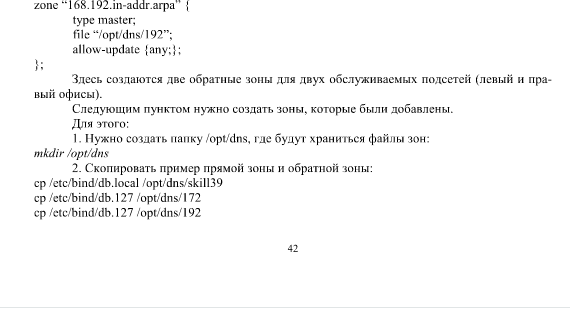 zone “168.192.in-addr.arpa” {
type master;
file “/opt/dns/192”;
allow-update {any;};
};
Здесь создаются две обратные зоны для двух обслуживаемых подсетей (левый и пра-
вый офисы).
Следующим пунктом нужно создать зоны, которые были добавлены.
Для этого:
1. Нужно создать папку /opt/dns, где будут храниться файлы зон:
mkdir /opt/dns
2. Скопировать пример прямой зоны и обратной зоны:
cp /etc/bind/db.local /opt/dns/skill39
cp /etc/bind/db.127 /opt/dns/172
cp /etc/bind/db.127 /opt/dns/192
42